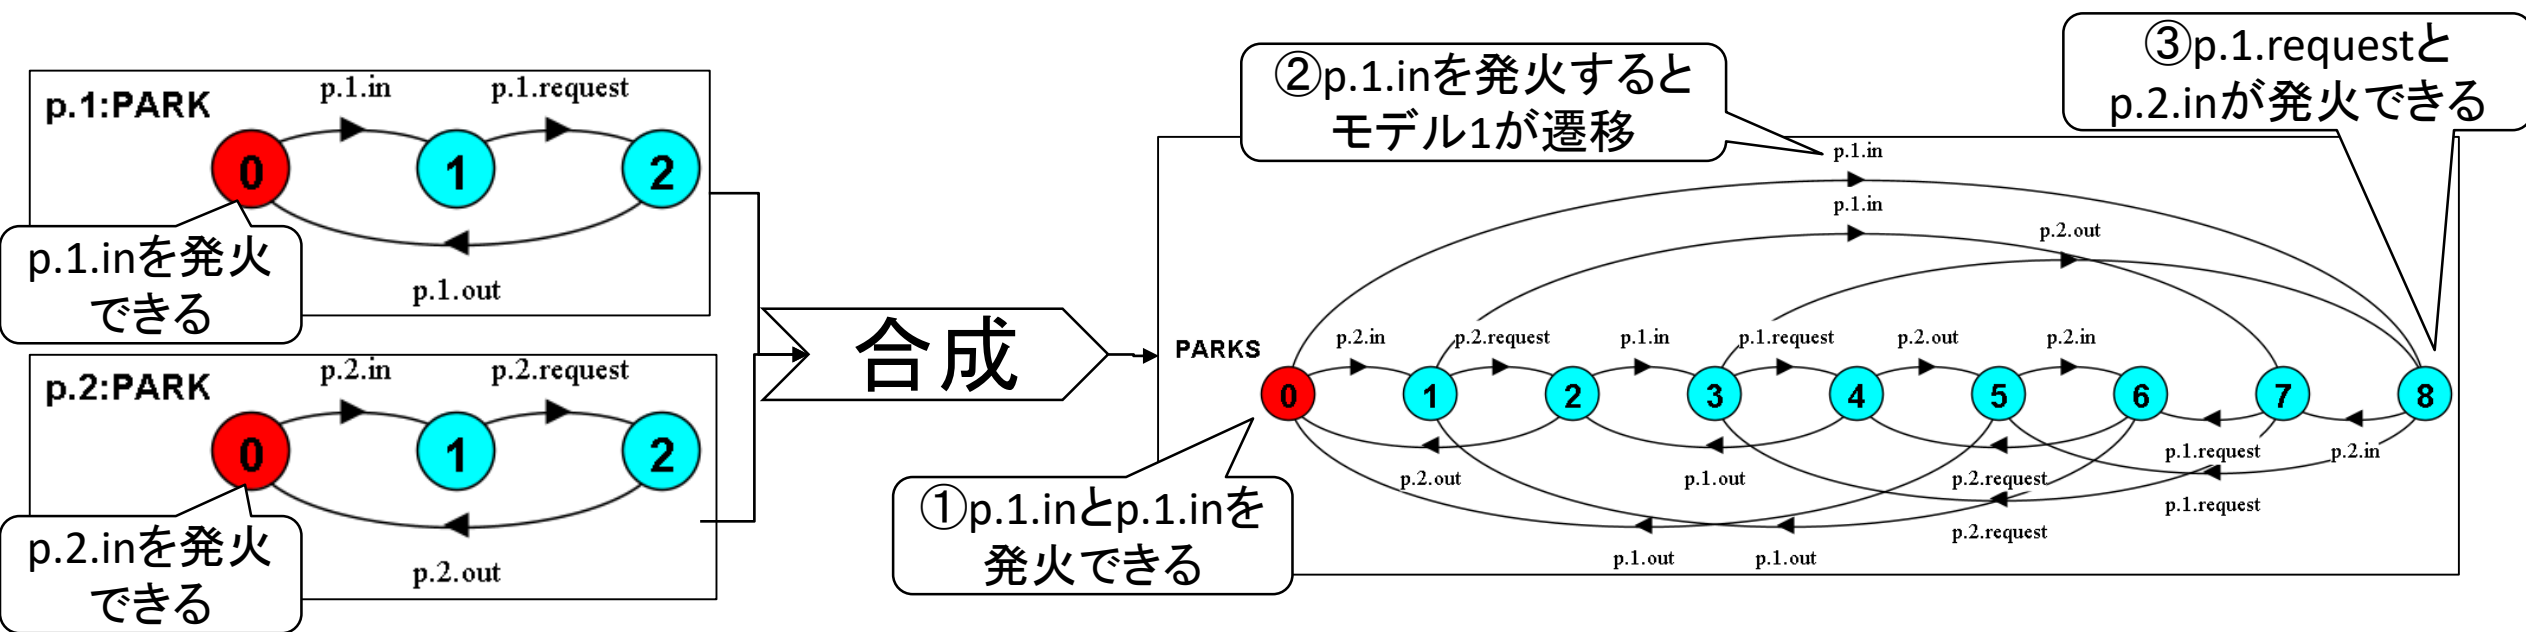 p.1:PARK
p.1.in
p.1.request
0
1
2
p.1.out
p.1.inを発火
できる
p.2:PARK
p.2.in
p.2.request
0
1
2
p.2.out
p.2.inを発火
できる
合成
②p.1.inを発火すると
モデル1が遷移
③p.1.requestと
p.2.inが発火できる
p.1.in
p.1.in
p.2.out
PARKS
p.2.in
p.2.request
p.1.in
p.1.request
p.2.out
p.2.in
0
1
2
3
4
5
6
7
8
p.2.out
p.1.out
p.2.request
p.1.request
p.2.in
p.1.request
p.2.request
p.1.out
p.1.out
①p.1.inとp.1.inを
発火できる